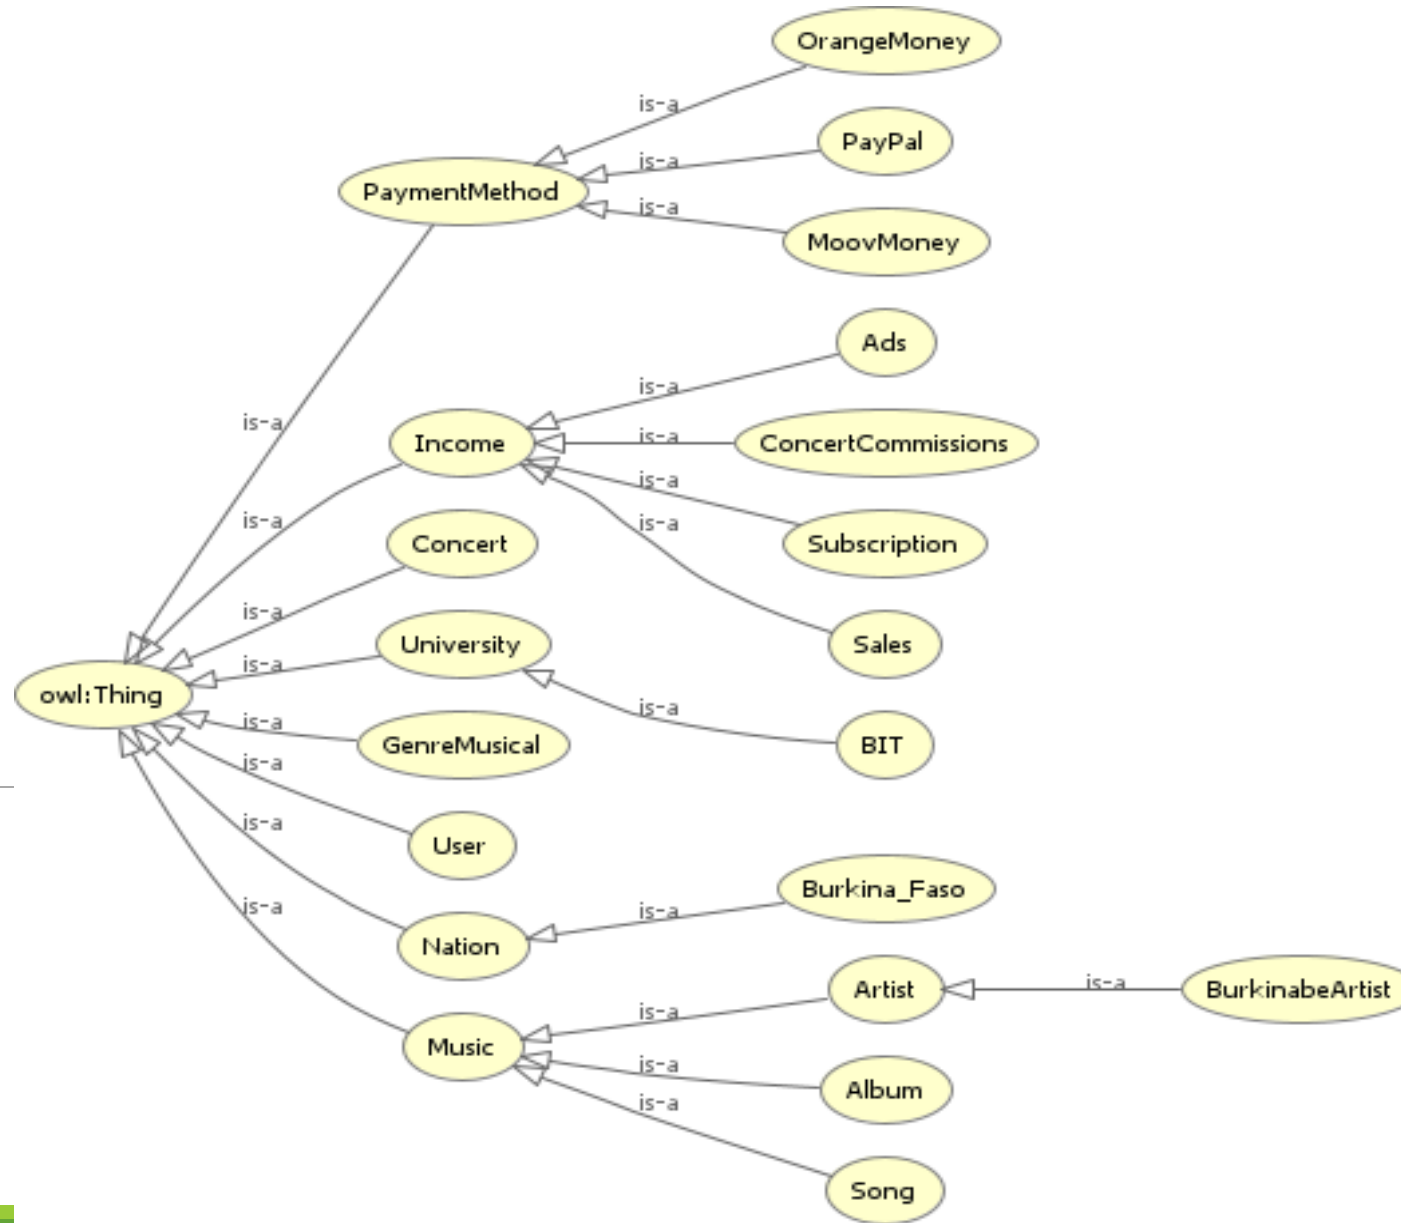 OrangeMoney
is-a
PayPal
is-a
PaymentMethod
is-a
MoovMoney
Ads
is-a
is-a
Income
is-a
ConcertCommissions
is-a
is-a
is-a
Concert
Subscription
is-a
University
Sales
is-a
owl:Thing
is-a
is-a
GenreMusical
BIT
is-a
is-a
User
Burkina_Faso
is-a
is-a
Nation
Artist
is-a
BurkinabeArtist
is-a
Music
is-a
Album
is-a
Song